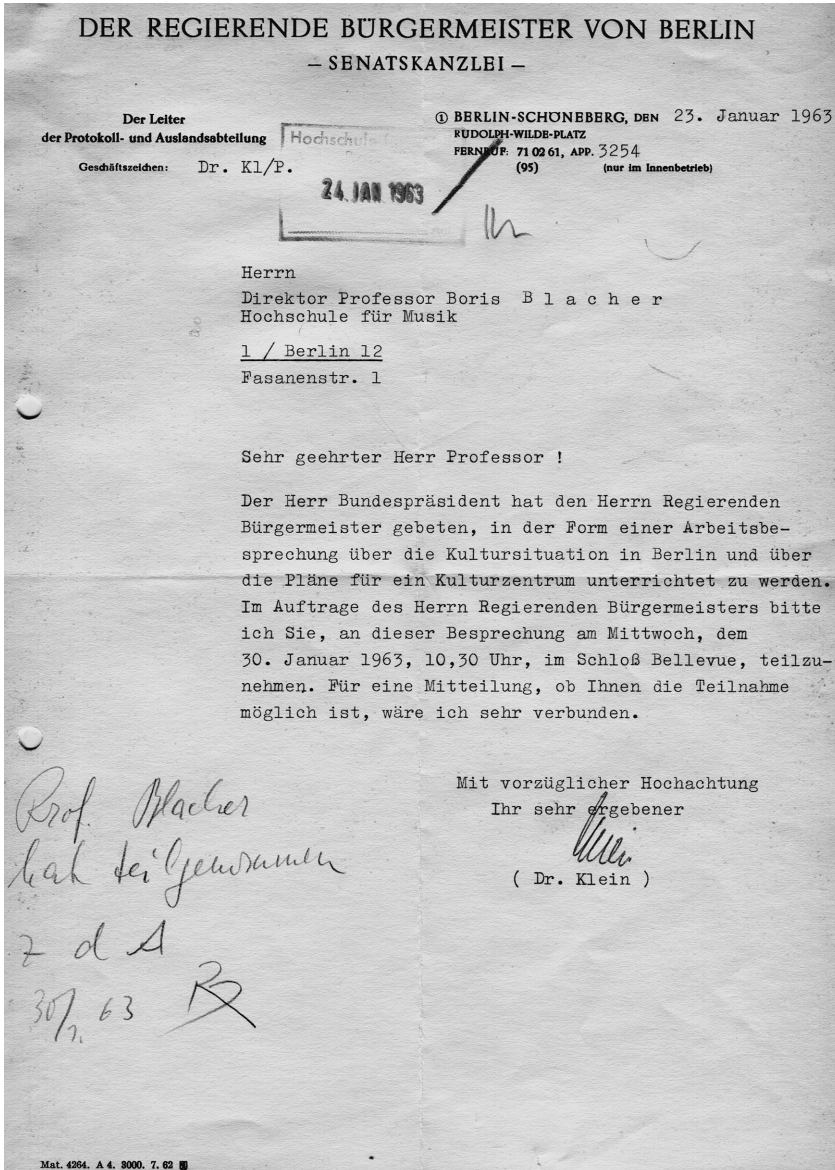 DER REGIERENDE BÜRGERMEISTER VON BERLIN
– SENATSKANZLEI –
Der Leiter
der Protokoll- und Auslandsabteilung
Geschäftszeichen: Dr. Kl/P.
Hochschule
24. JAN 1963
① BERLIN-SCHÖNEBERG, DEN 23. Januar 1963
RUDOLPH-WILDE-PLATZ
FERNRUF: 71 02 61, APP. 3254
(95) (nur im Innenbetrieb)
Herrn
Direktor Professor Boris B l a c h e r
Hochschule für Musik
1 / Berlin 12
Fasanenstr. 1
Sehr geehrter Herr Professor !
Der Herr Bundespräsident hat den Herrn Regierenden
Bürgermeister gebeten, in der Form einer Arbeitsbe-
sprechung über die Kultursituation in Berlin und über
die Pläne für ein Kulturzentrum unterrichtet zu werden.
Im Auftrage des Herrn Regierenden Bürgermeisters bitte
ich Sie, an dieser Besprechung am Mittwoch, dem
30. Januar 1963, 10,30 Uhr, im Schloß Bellevue, teilzu-
nehmen. Für eine Mitteilung, ob Ihnen die Teilnahme
möglich ist, wäre ich sehr verbunden.
Mit vorzüglicher Hochachtung
Ihr sehr ergebener
Klein
( Dr. Klein )
Prof. Blacher
hat teilgenommen
z d A
30/1. 63
Mat. 4264. A 4. 3000. 7. 62